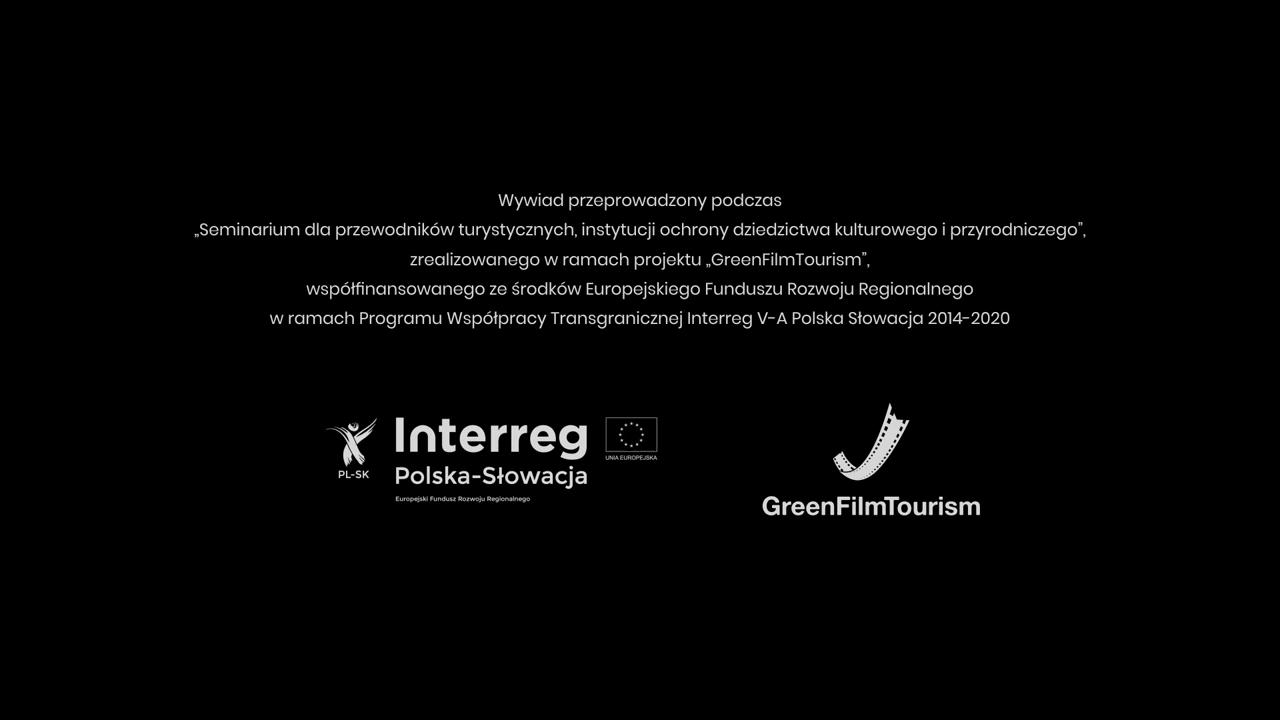 Wywiad przeprowadzony podczas
„Seminarium dla przewodników turystycznych, instytucji ochrony dziedzictwa kulturowego i przyrodniczego”,
zrealizowanego w ramach projektu „GreenFilmTourism”,
współfinansowanego ze środków Europejskiego Funduszu Rozwoju Regionalnego
w ramach Programu Współpracy Transgranicznej Interreg V-A Polska Słowacja 2014-2020
PL-SK
Interreg
Polska-Słowacja
Europejski Fundusz Rozwoju Regionalnego
UNIA EUROPEJSKA
GreenFilmTourism